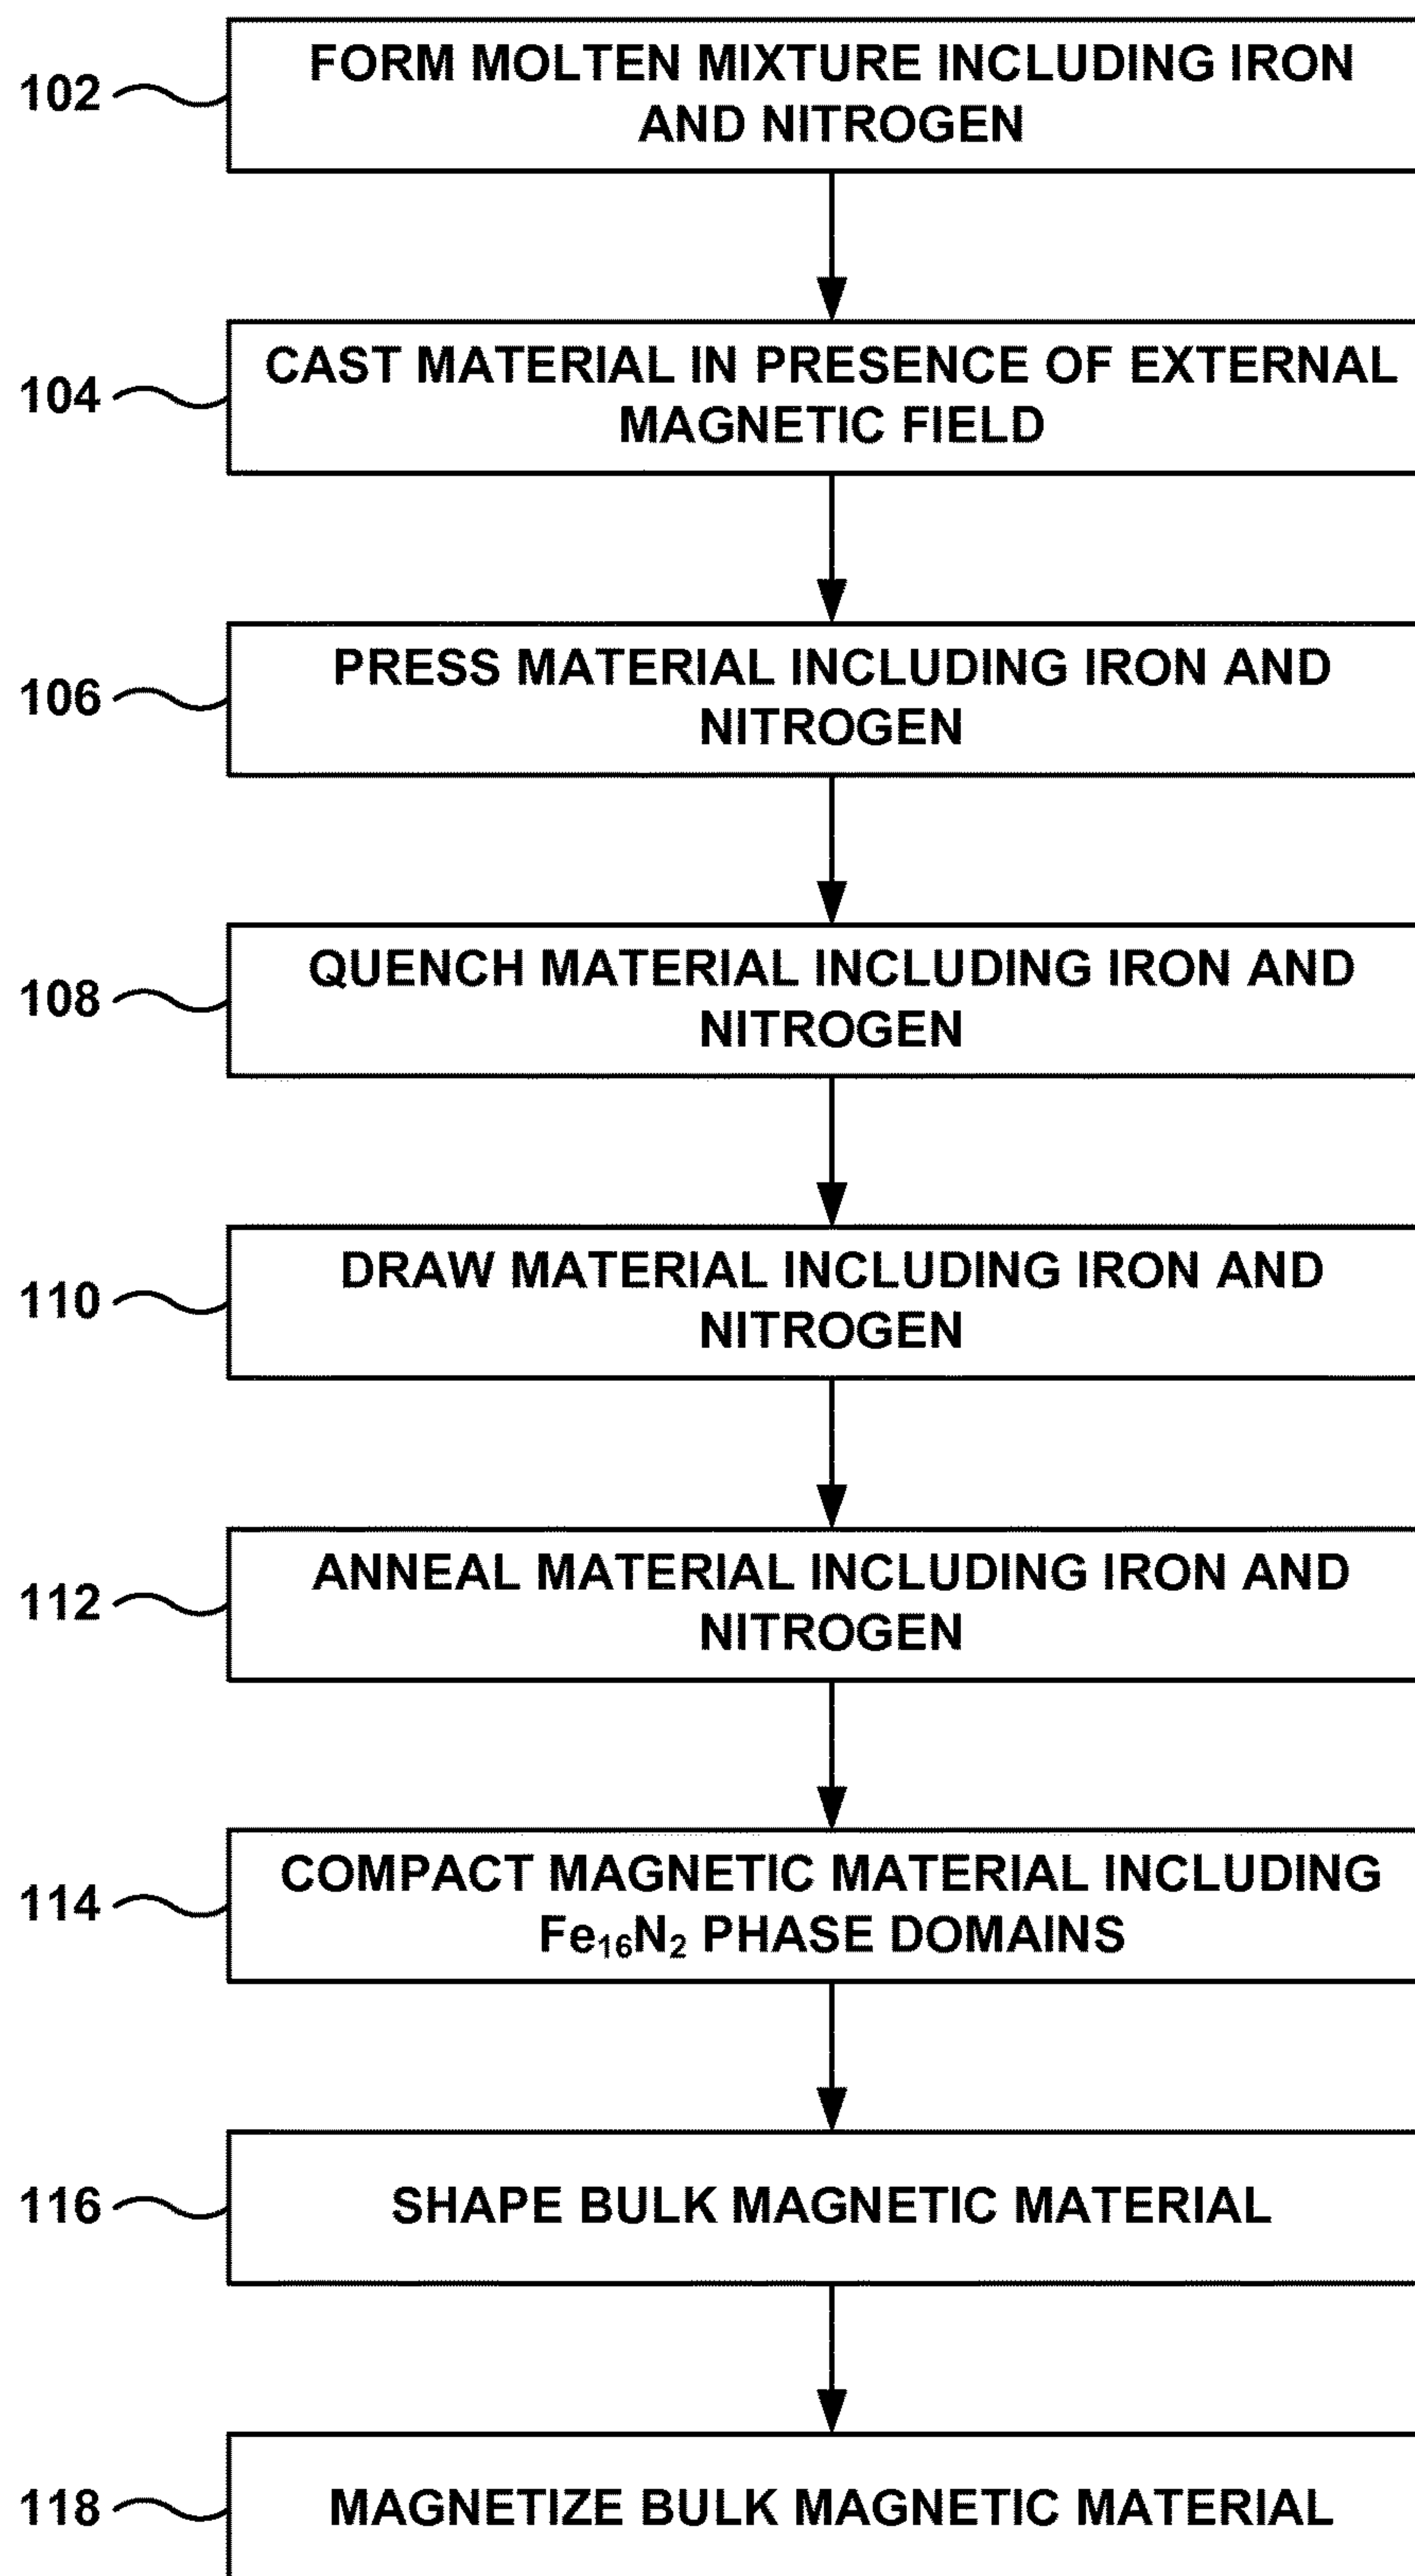 102
FORM MOLTEN MIXTURE INCLUDING IRON
AND NITROGEN
104
CAST MATERIAL IN PRESENCE OF EXTERNAL
MAGNETIC FIELD
106
PRESS MATERIAL INCLUDING IRON AND
NITROGEN
108
QUENCH MATERIAL INCLUDING IRON AND
NITROGEN
110
DRAW MATERIAL INCLUDING IRON AND
NITROGEN
112
ANNEAL MATERIAL INCLUDING IRON AND
NITROGEN
114
COMPACT MAGNETIC MATERIAL INCLUDING
Fe₁₆N₂ PHASE DOMAINS
116
SHAPE BULK MAGNETIC MATERIAL
118
MAGNETIZE BULK MAGNETIC MATERIAL